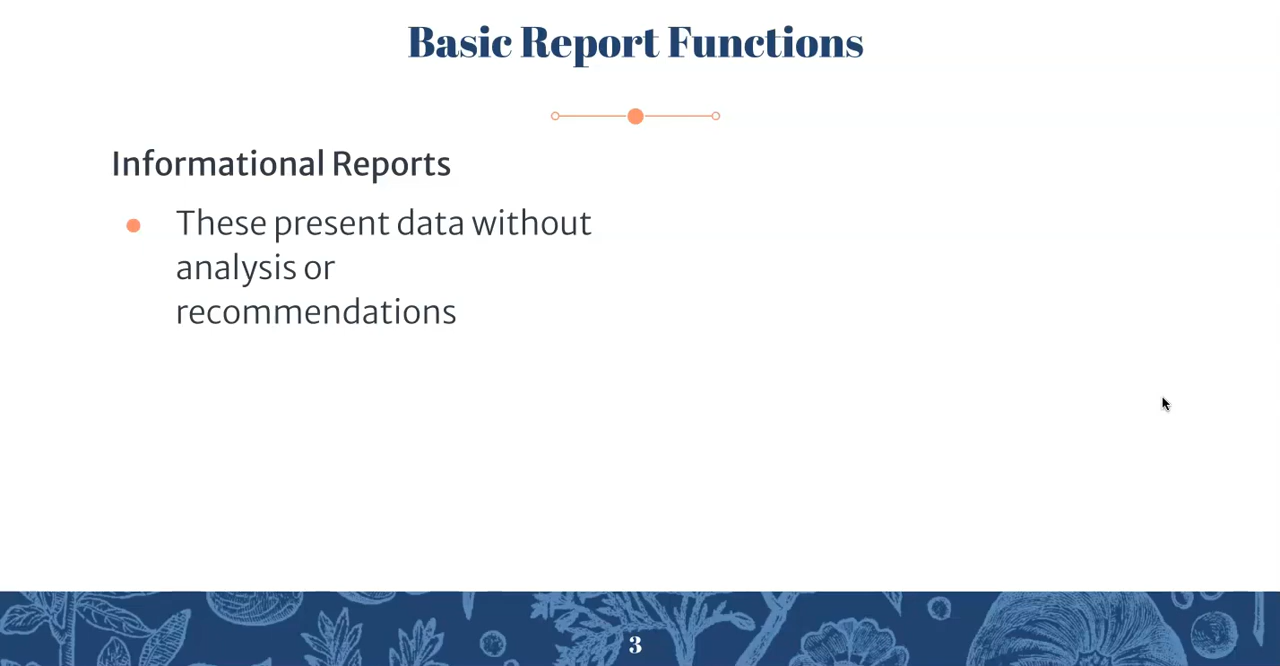 Basic Report Functions
Informational Reports
These present data without
analysis or
recommendations
3